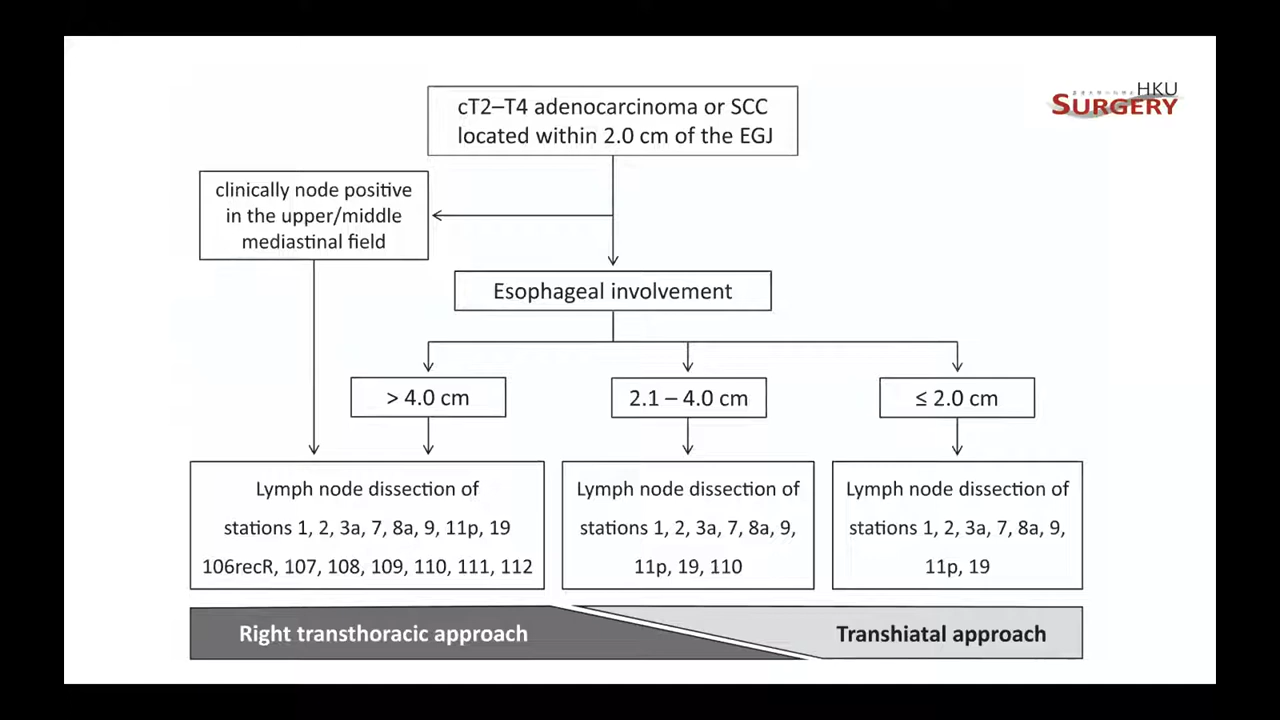 HKU
SURGERY
cT2–T4 adenocarcinoma or SCC
located within 2.0 cm of the EGJ
clinically node positive
in the upper/middle
mediastinal field
Esophageal involvement
> 4.0 cm
2.1 – 4.0 cm
≤ 2.0 cm
Lymph node dissection of
stations 1, 2, 3a, 7, 8a, 9, 11p, 19
106recR, 107, 108, 109, 110, 111, 112
Lymph node dissection of
stations 1, 2, 3a, 7, 8a, 9,
11p, 19, 110
Lymph node dissection of
stations 1, 2, 3a, 7, 8a, 9,
11p, 19
Right transthoracic approach
Transhiatal approach